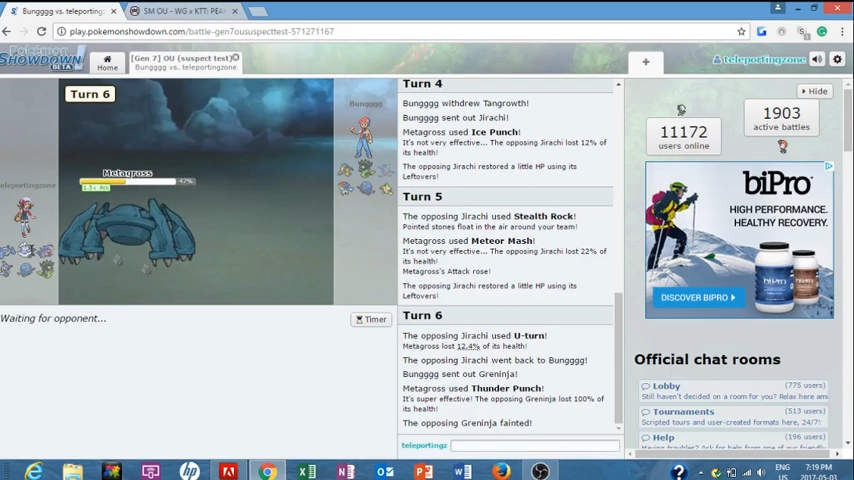 Bungggg vs. teleporting
SM OU - WG x KTT: PEA
play.pokemonshowdown.com/battle-gen7oususpecttest-571271167
Pokémon
SHOWDOWN
BETA
Home
[Gen 7] OU (suspect test)
Bungggg vs. teleportingzone
teleportingzone
Turn 6
Bungggg
Metagross
47%
1.5× Atk
teleportingzone
Waiting for opponent...
Timer
Turn 4
Bungggg withdrew Tangrowth!
Bungggg sent out Jirachi!
Metagross used Ice Punch!
It's not very effective... The opposing Jirachi lost 12% of
its health!
The opposing Jirachi restored a little HP using its
Leftovers!
Turn 5
The opposing Jirachi used Stealth Rock!
Pointed stones float in the air around your team!
Metagross used Meteor Mash!
It's not very effective... The opposing Jirachi lost 22% of
its health!
Metagross's Attack rose!
The opposing Jirachi restored a little HP using its
Leftovers!
Turn 6
The opposing Jirachi used U-turn!
Metagross lost 12.4% of its health!
The opposing Jirachi went back to Bungggg!
Bungggg sent out Greninja!
Metagross used Thunder Punch!
It's super effective! The opposing Greninja lost 100% of
its health!
The opposing Greninja fainted!
teleportingz
Hide
11172
users online
1903
active battles
biPro
HIGH PERFORMANCE.
HEALTHY RECOVERY.
DISCOVER BIPRO
Official chat rooms
Lobby
(775 users)
Still haven't decided on a room for you? Relax here am
Tournaments
(513 users)
Scripted tours and user-created formats here, 24/7!
Help
(196 users)
ENG
US
7:19 PM
2017-05-03